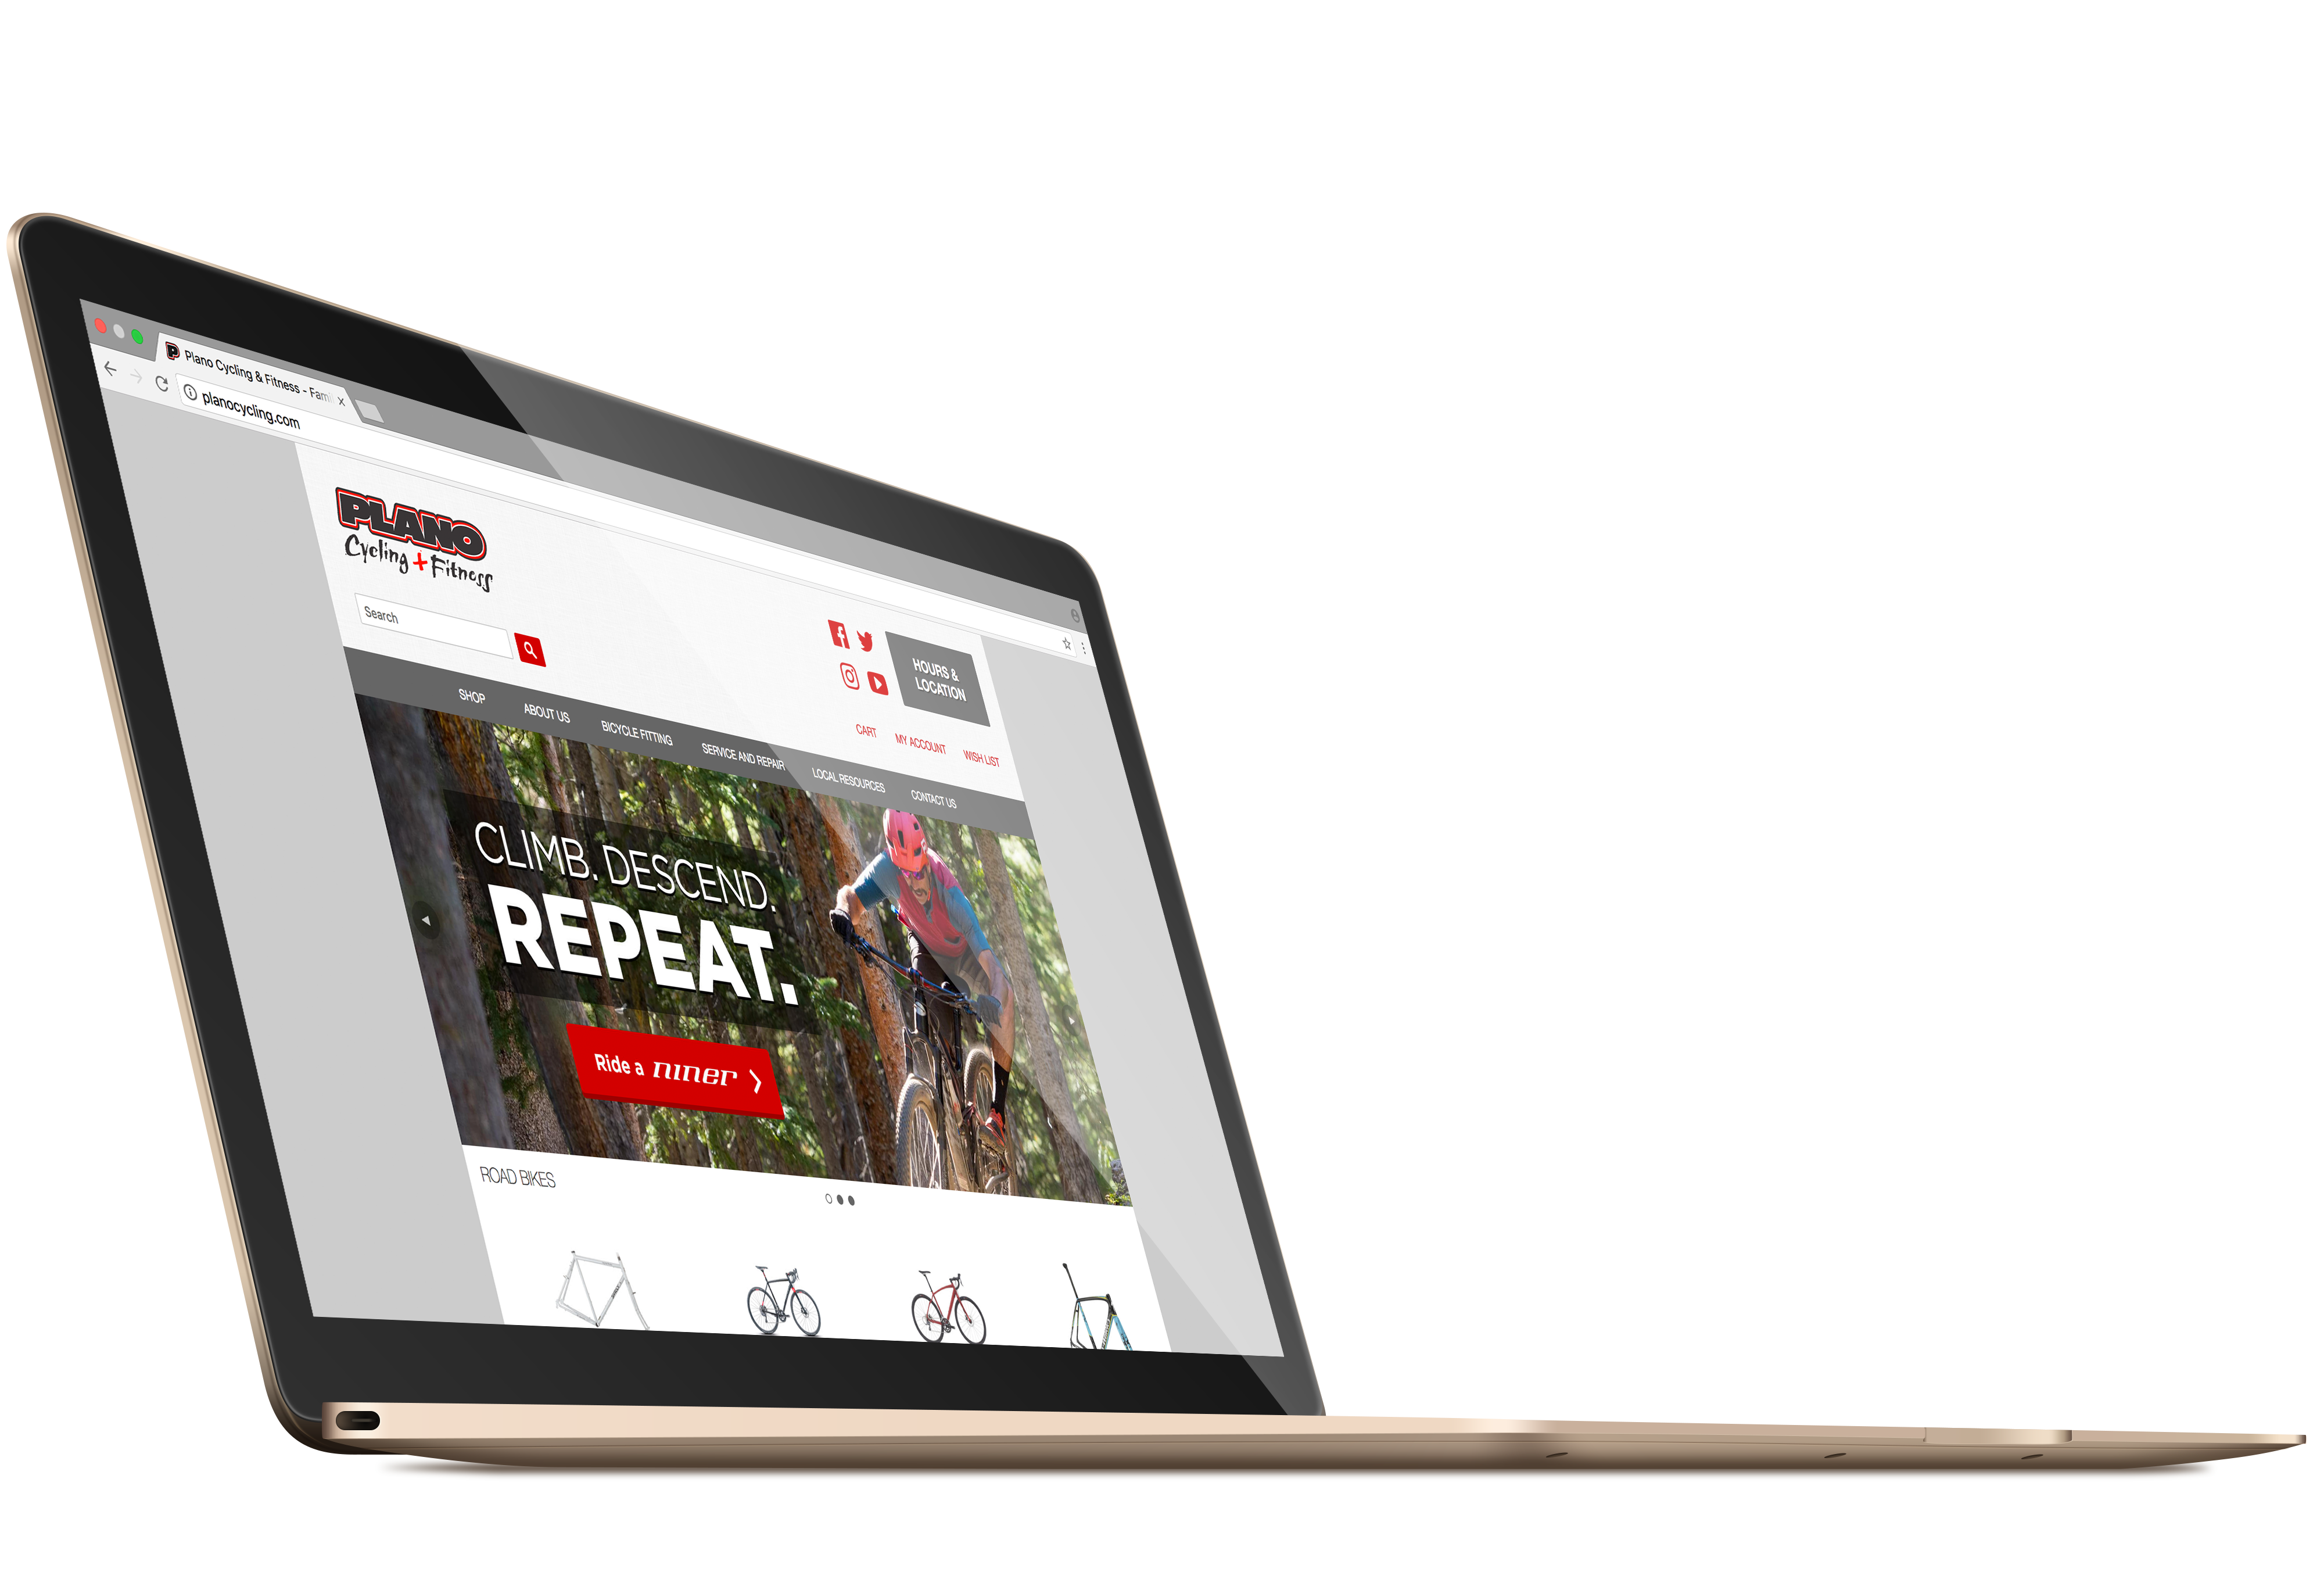 Plano Cycling & Fitness - Fami
planocycling.com
PLANO
Cycling + Fitness
Search
HOURS &
LOCATION
CART MY ACCOUNT WISH LIST
SHOP ABOUT US BICYCLE FITTING SERVICE AND REPAIR LOCAL RESOURCES CONTACT US
CLIMB. DESCEND.
REPEAT.
Ride a niner
ROAD BIKES